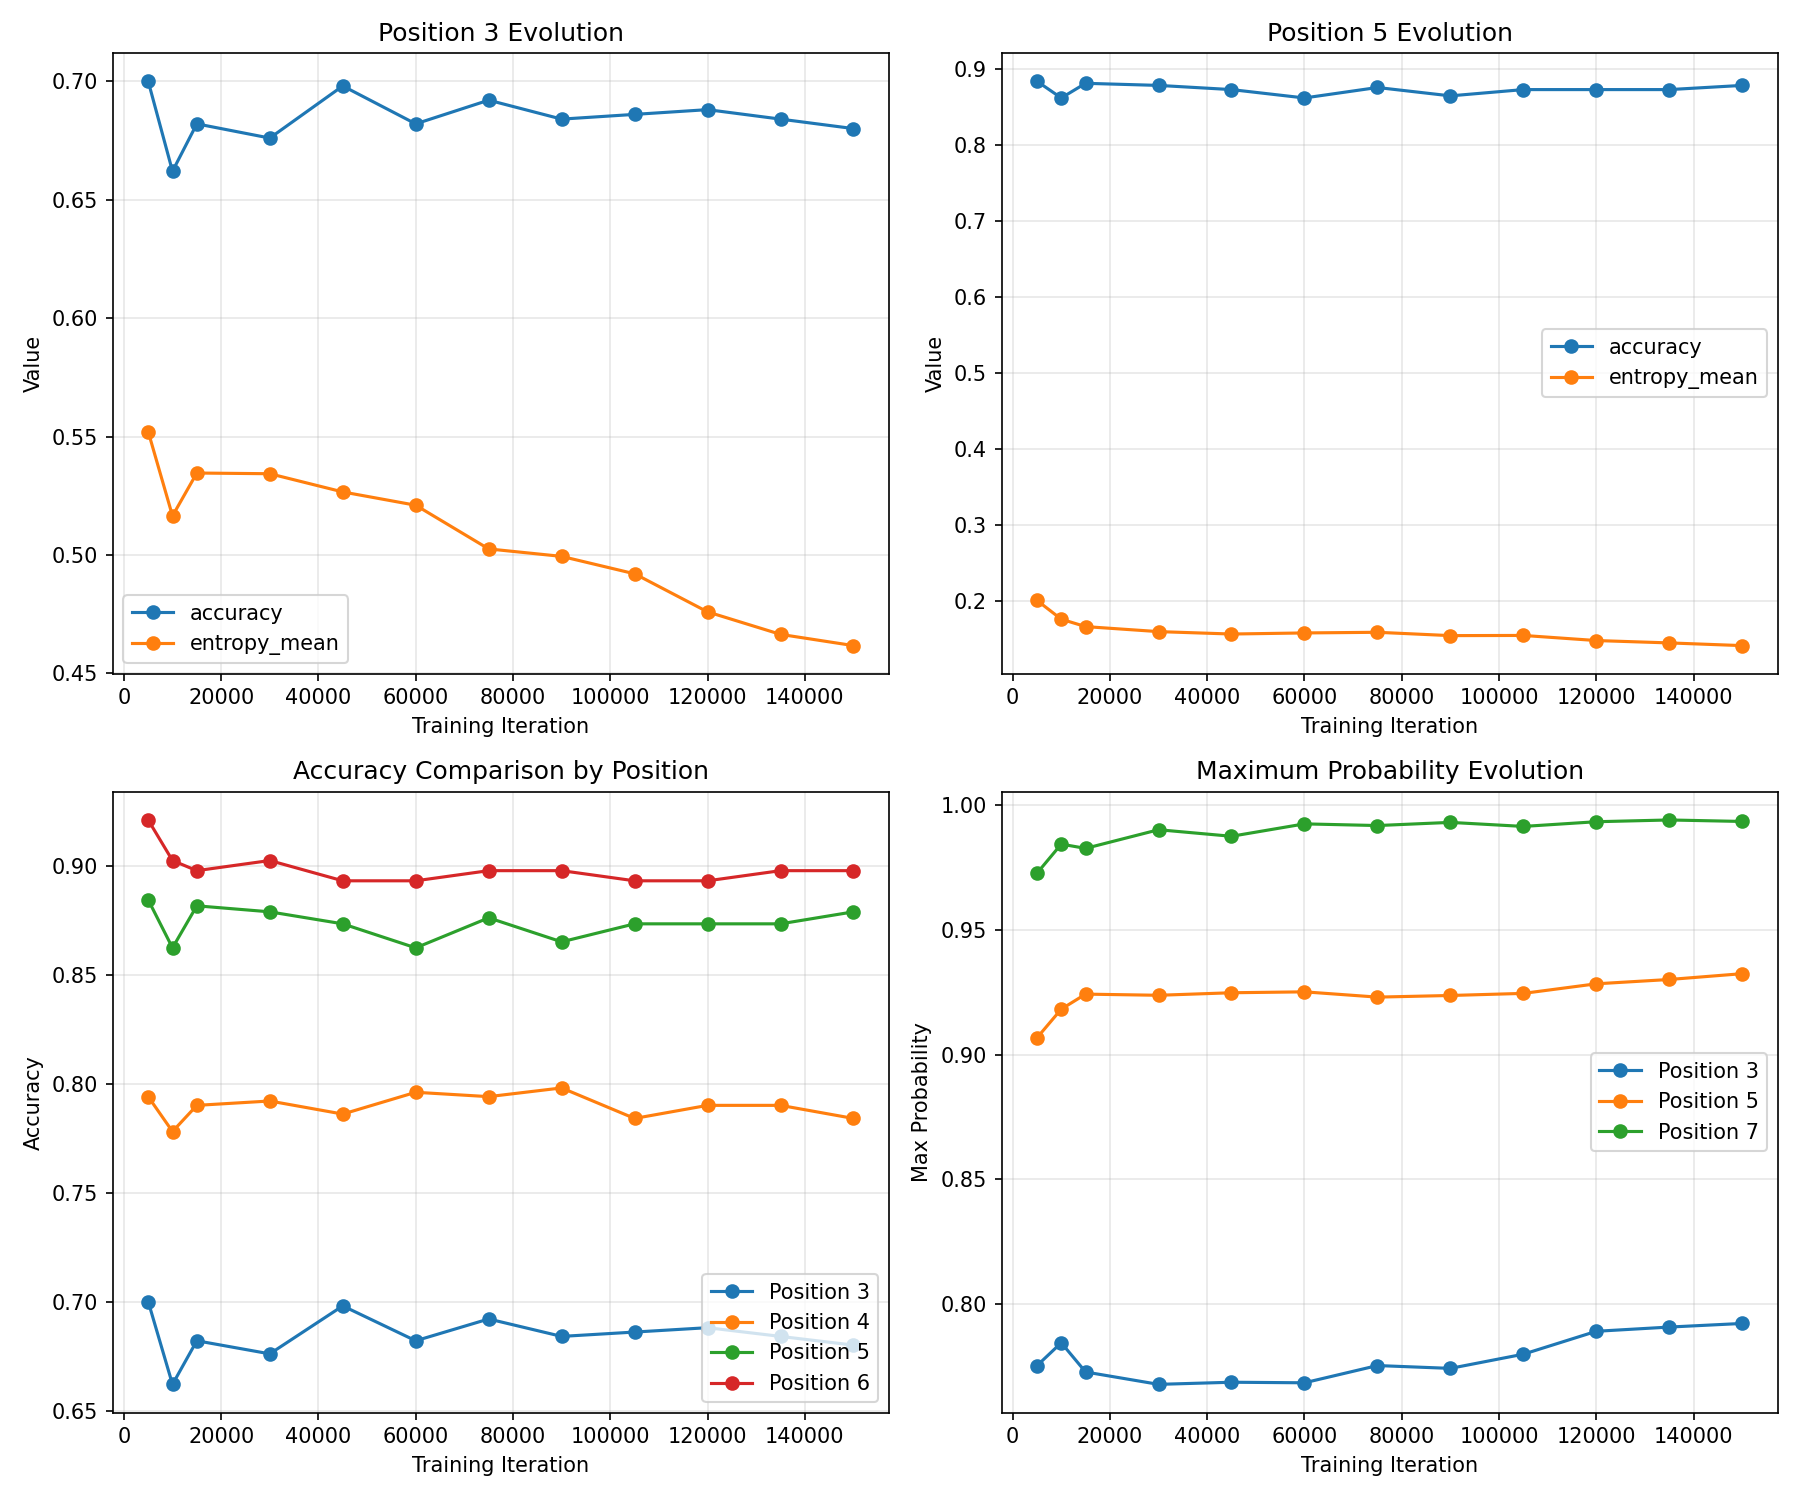 Position 3 Evolution
0.70
0.65
0.60
0.55
0.50
0.45
Value
accuracy
entropy_mean
0 20000 40000 60000 80000 100000 120000 140000
Training Iteration
Position 5 Evolution
0.9
0.8
0.7
0.6
0.5
0.4
0.3
0.2
Value
accuracy
entropy_mean
0 20000 40000 60000 80000 100000 120000 140000
Training Iteration
Accuracy Comparison by Position
0.90
0.85
0.80
0.75
0.70
0.65
Accuracy
Position 3
Position 4
Position 5
Position 6
0 20000 40000 60000 80000 100000 120000 140000
Training Iteration
Maximum Probability Evolution
1.00
0.95
0.90
0.85
0.80
Max Probability
Position 3
Position 5
Position 7
0 20000 40000 60000 80000 100000 120000 140000
Training Iteration